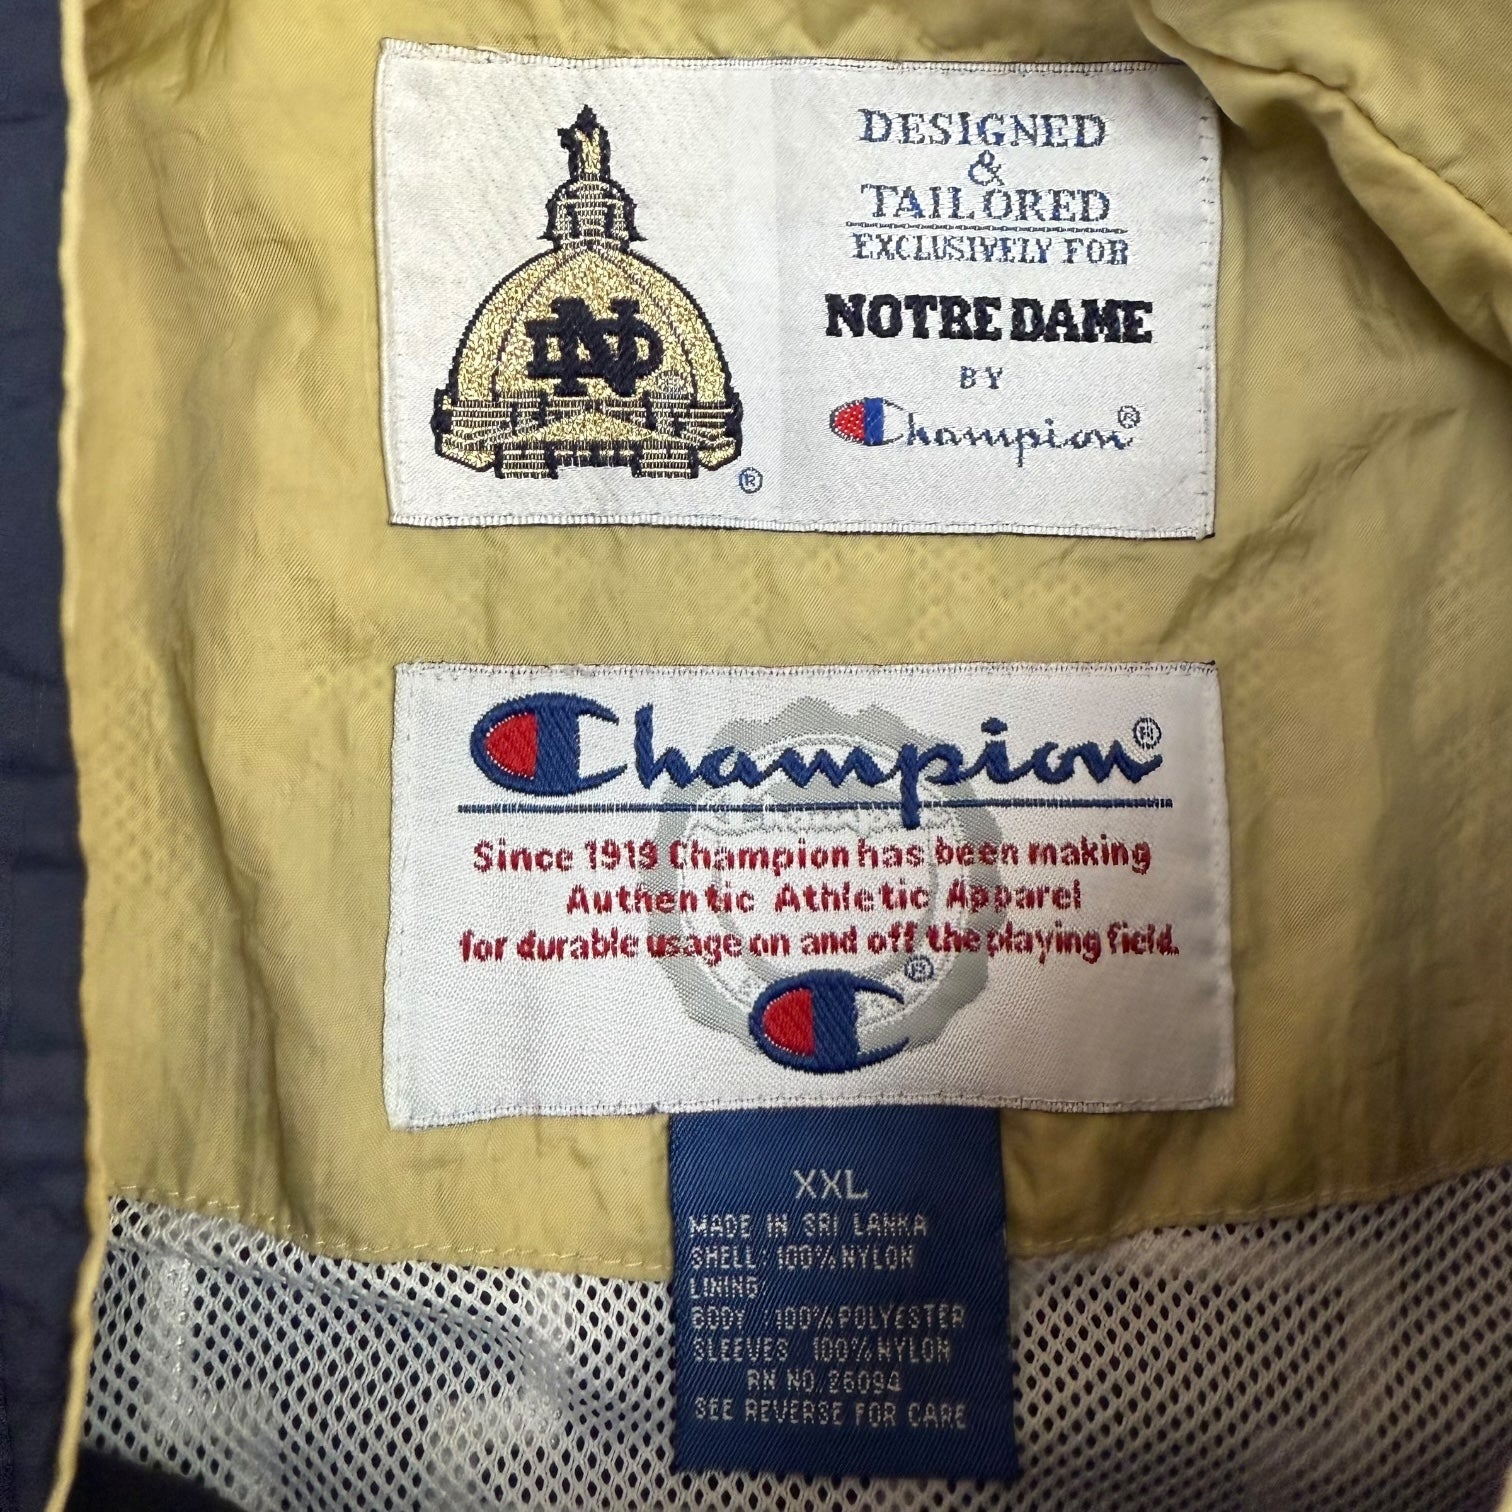 ND
®
DESIGNED
&
TAILORED
EXCLUSIVELY FOR
NOTRE DAME
BY
Champion®
Champion®
Since 1919 Champion has been making
Authentic Athletic Apparel
for durable usage on and off the playing field.
®
XXL
MADE IN SRI LANKA
SHELL 100% NYLON
LINING
BODY 100% POLYESTER
SLEEVES 100% NYLON
RN NO. 26094
SEE REVERSE FOR CARE